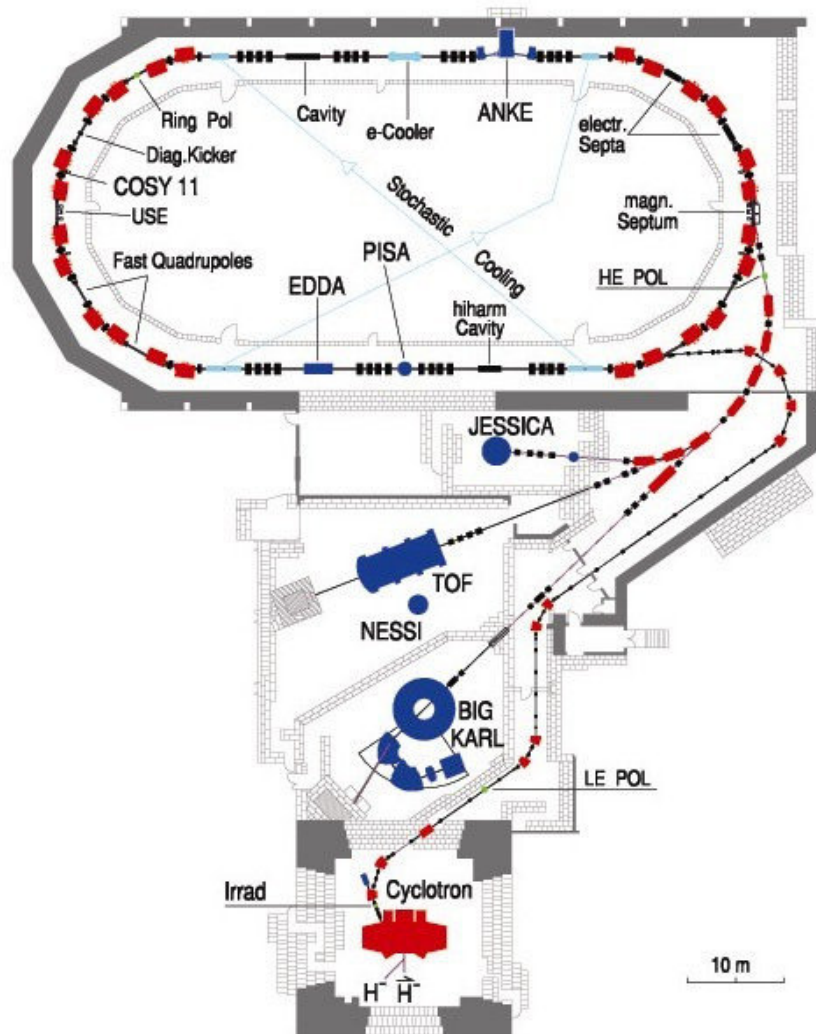 Ring Pol
Cavity
e-Cooler
ANKE
electr.
Septa
Diag.Kicker
COSY 11
USE
magn.
Septum
Stochastic
Cooling
Fast Quadrupoles
PISA
EDDA
hiharm
Cavity
HE POL
JESSICA
TOF
NESSI
BIG
KARL
LE POL
Irrad
Cyclotron
10 m
H⁻ H⃗⁻